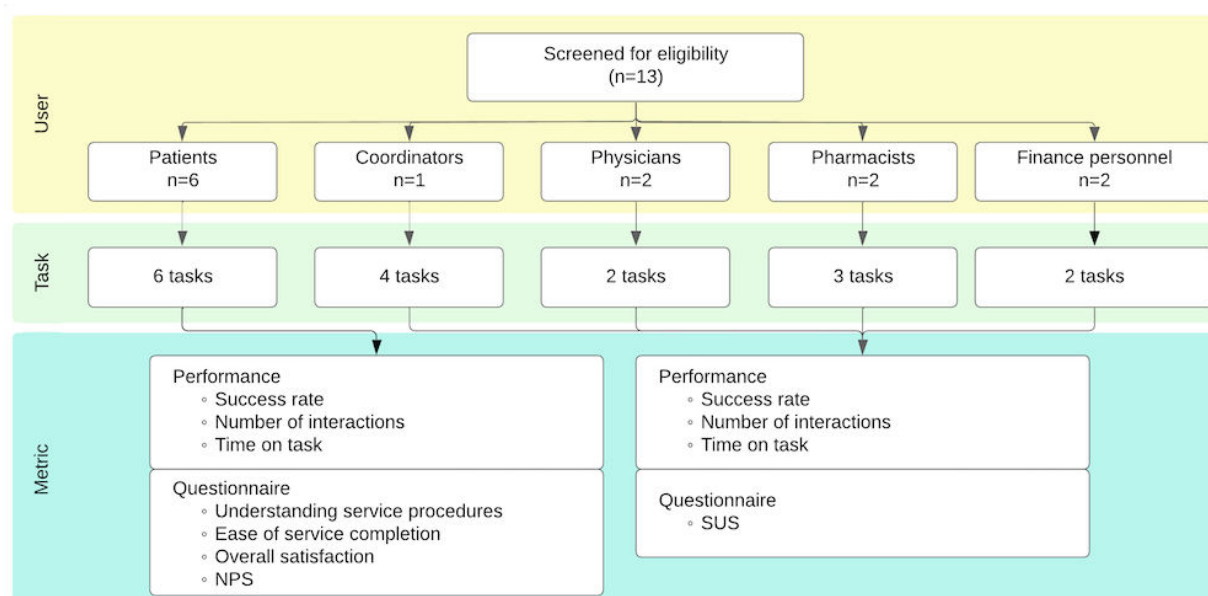 User
Screened for eligibility
(n=13)
Patients
n=6
Coordinators
n=1
Physicians
n=2
Pharmacists
n=2
Finance personnel
n=2
Task
6 tasks
4 tasks
2 tasks
3 tasks
2 tasks
Metric
Performance
◦ Success rate
◦ Number of interactions
◦ Time on task
Questionnaire
◦ Understanding service procedures
◦ Ease of service completion
◦ Overall satisfaction
◦ NPS
Performance
◦ Success rate
◦ Number of interactions
◦ Time on task
Questionnaire
◦ SUS